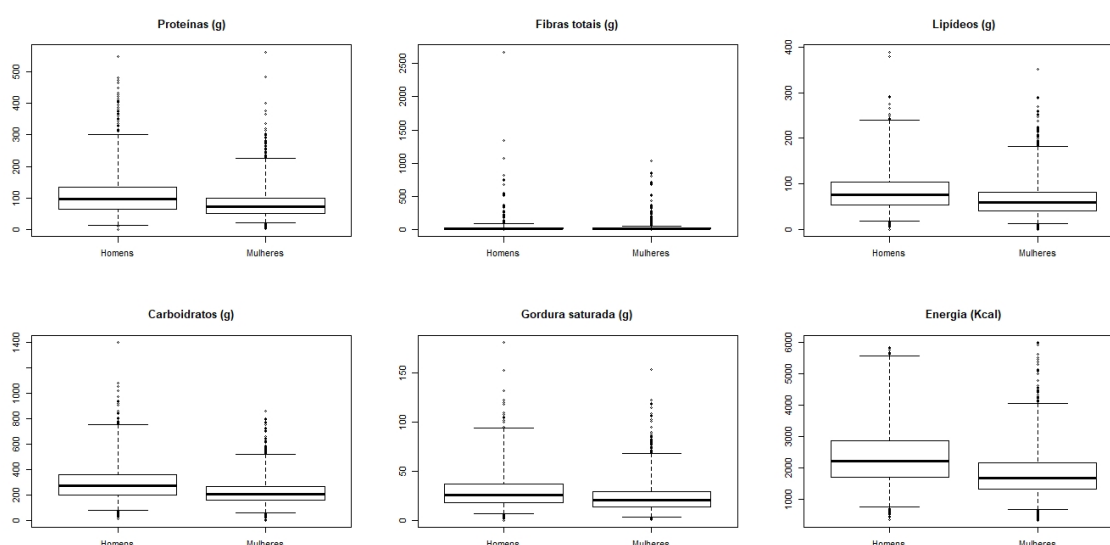 Proteínas (g)
500
400
300
200
100
0
Homens
Mulheres
Fibras totais (g)
2500
2000
1500
1000
500
0
Homens
Mulheres
Lipídeos (g)
400
300
200
100
0
Homens
Mulheres
Carboidratos (g)
1400
1000
800
600
400
200
0
Homens
Mulheres
Gordura saturada (g)
150
100
50
0
Homens
Mulheres
Energia (Kcal)
6000
5000
4000
3000
2000
1000
Homens
Mulheres